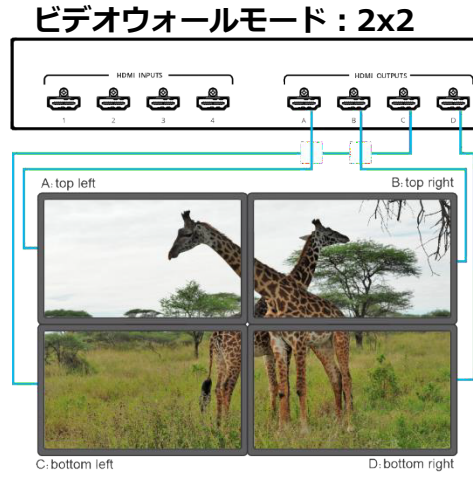 ビデオウォールモード：2x2
HDMI INPUTS HDMI OUTPUTS
1 2 3 4 A B C D
A: top left B: top right
C: bottom left D: bottom right